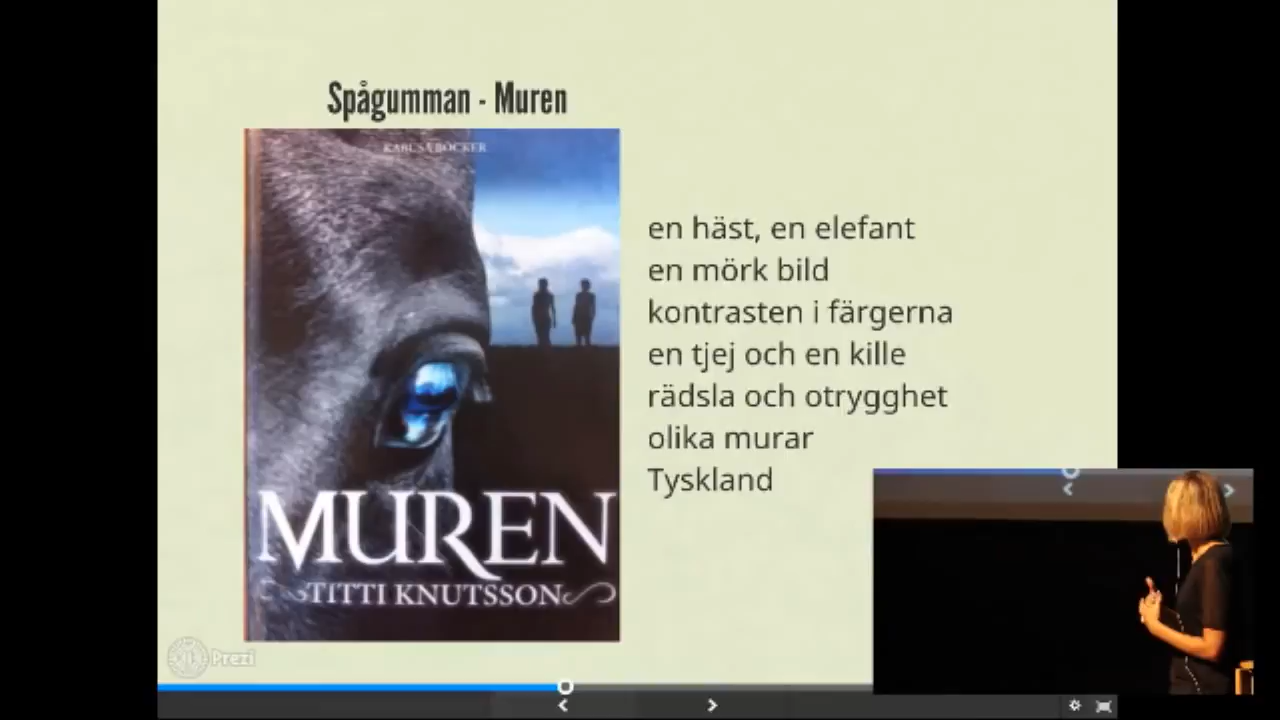 Spågumman - Muren
KABUSA BÖCKER
en häst, en elefant
en mörk bild
kontrasten i färgerna
en tjej och en kille
rädsla och otrygghet
olika murar
Tyskland
MUREN
TITTI KNUTSSON
Prezi